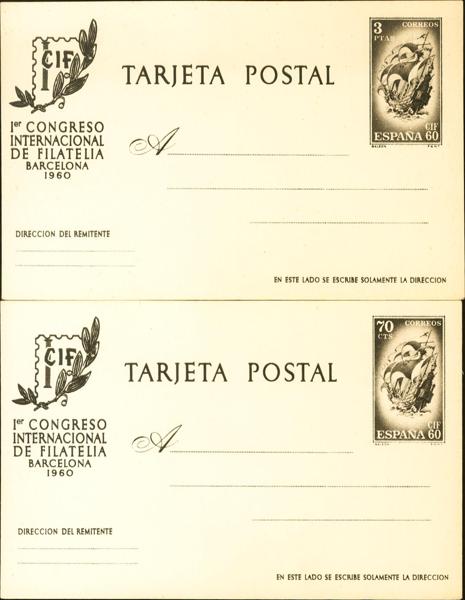 CIF
I
Ier CONGRESO
INTERNACIONAL
DE FILATELIA
BARCELONA
1960
TARJETA POSTAL
3
PTAS
CORREOS
CIF
ESPAÑA 60
A
DIRECCION DEL REMITENTE
EN ESTE LADO SE ESCRIBE SOLAMENTE LA DIRECCION
CIF
I
Ier CONGRESO
INTERNACIONAL
DE FILATELIA
BARCELONA
1960
TARJETA POSTAL
70
CTS
CORREOS
CIF
ESPAÑA 60
A
DIRECCION DEL REMITENTE
EN ESTE LADO SE ESCRIBE SOLAMENTE LA DIRECCION